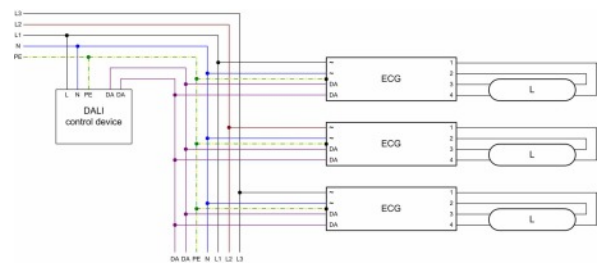 L3
L2
L1
N
PE
L N PE DA DA
DALI
control device
~
~
DA
DA
ECG
1
2
3
4
L
~
~
DA
DA
ECG
1
2
3
4
L
~
~
DA
DA
ECG
1
2
3
4
L
DA DA PE N L1 L2 L3